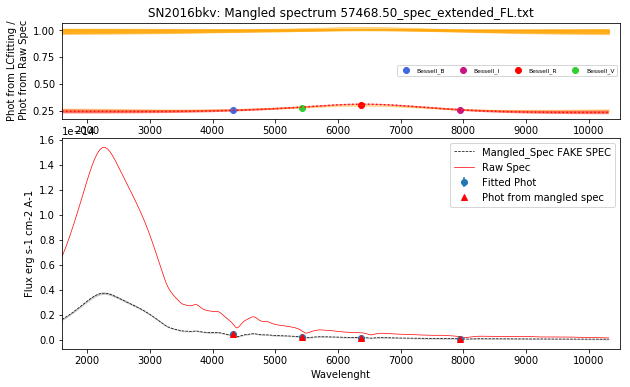 SN2016bkv: Mangled spectrum 57468.50_spec_extended_FL.txt
Phot from LCfitting /
Phot from Raw Spec
1.00
0.75
0.50
0.25
Bessell_B
Bessell_I
Bessell_R
Bessell_V
2000 3000 4000 5000 6000 7000 8000 9000 10000
1e−14
Flux erg s-1 cm-2 A-1
1.6
1.4
1.2
1.0
0.8
0.6
0.4
0.2
0.0
Mangled_Spec FAKE SPEC
Raw Spec
Fitted Phot
Phot from mangled spec
2000 3000 4000 5000 6000 7000 8000 9000 10000
Wavelenght